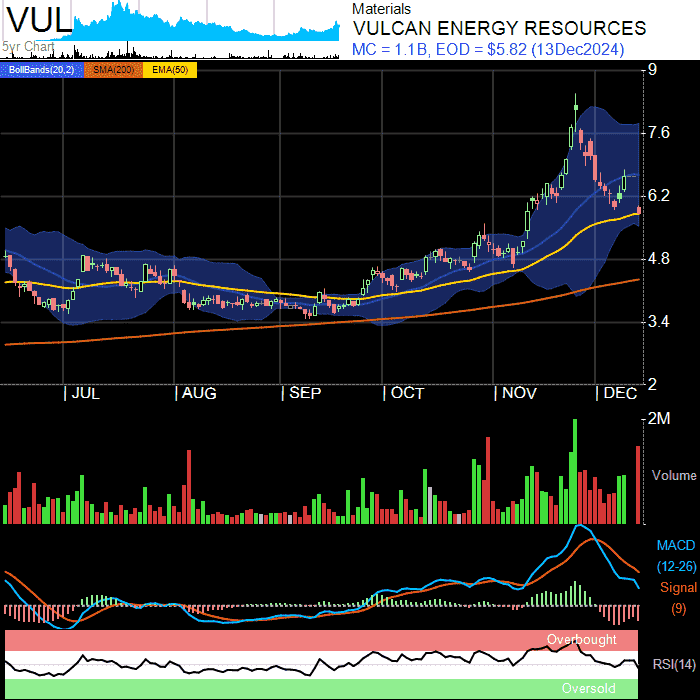 VUL
5yr Chart
Materials
VULCAN ENERGY RESOURCES
MC = 1.1B, EOD = $5.82 (13Dec2024)
BollBands(20,2) SMA(200) EMA(50)
9
7.6
6.2
4.8
3.4
2
JUL AUG SEP OCT NOV DEC
2M
Volume
MACD
(12-26)
Signal
(9)
Overbought
RSI(14)
Oversold